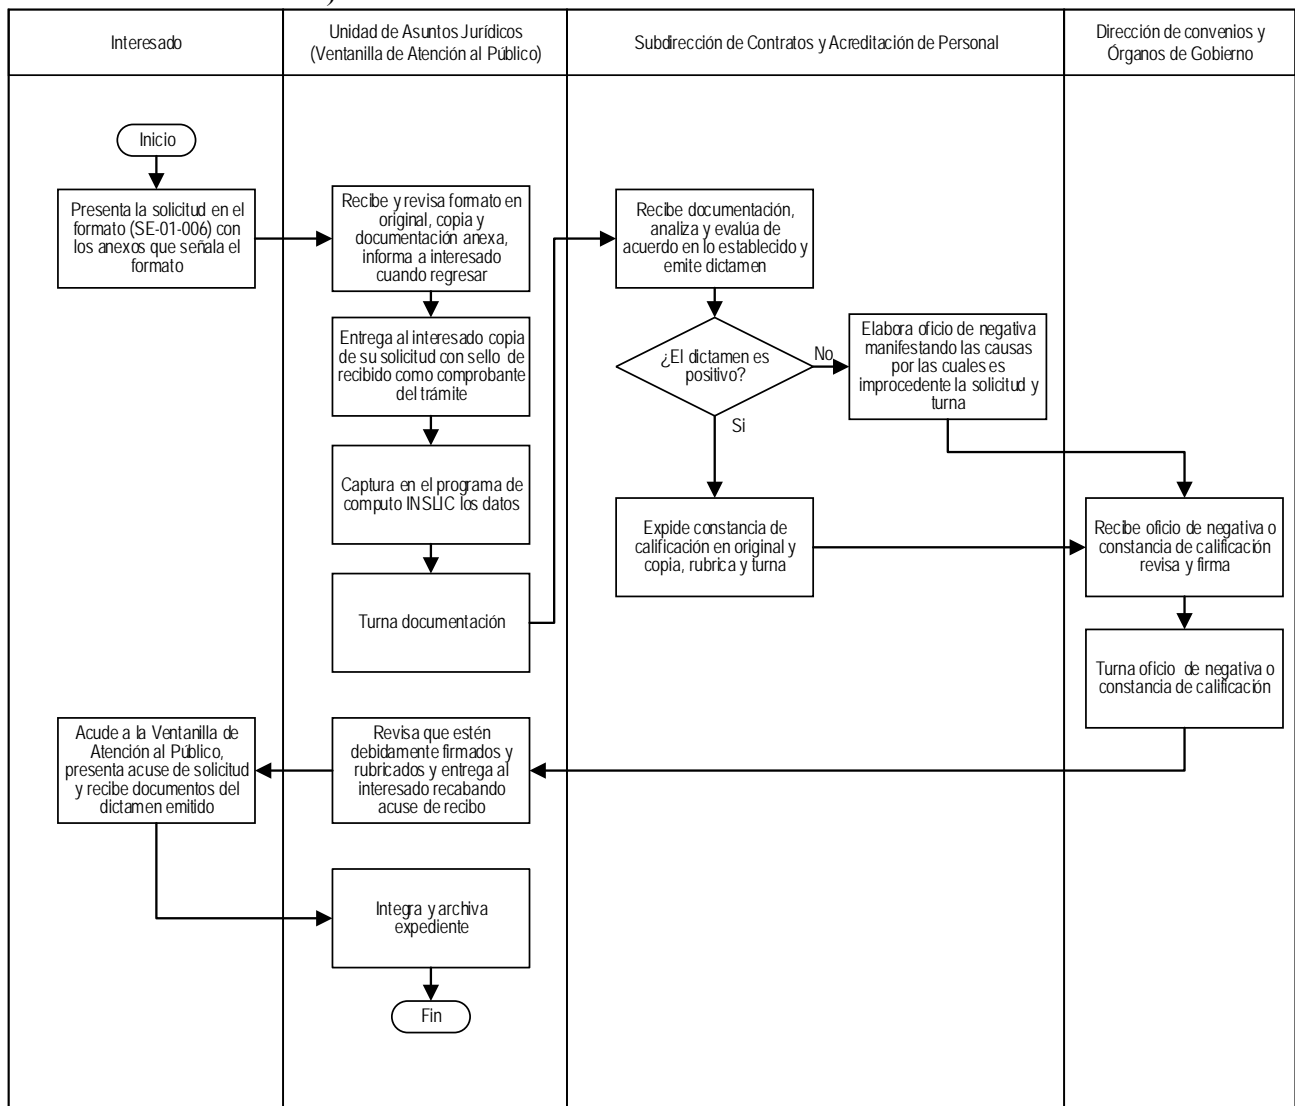 )
Interesado
Unidad de Asuntos Jurídicos
(Ventanilla de Atención al Público)
Subdirección de Contratos y Acreditación de Personal
Dirección de convenios y
Órganos de Gobierno
Inicio
Presenta la solicitud en el
formato (SE-01-006) con
los anexos que señala el
formato
Recibe y revisa formato en
original, copia y
documentación anexa,
informa a interesado
cuando regresar
Recibe documentación,
analiza y evalúa de
acuerdo en lo establecido y
emite dictamen
Entrega al interesado copia
de su solicitud con sello de
recibido como comprobante
del trámite
¿El dictamen es
positivo?
No
Si
Elabora oficio de negativa
manifestando las causas
por las cuales es
improcedente la solicitud y
turna
Captura en el programa de
computo INSLIC los datos
Expide constancia de
calificación en original y
copia, rubrica y turna
Recibe oficio de negativa o
constancia de calificación
revisa y firma
Turna documentación
Turna oficio de negativa o
constancia de calificación
Acude a la Ventanilla de
Atención al Público,
presenta acuse de solicitud
y recibe documentos del
dictamen emitido
Revisa que estén
debidamente firmados y
rubricados y entrega al
interesado recabando
acuse de recibo
Integra y archiva
expediente
Fin